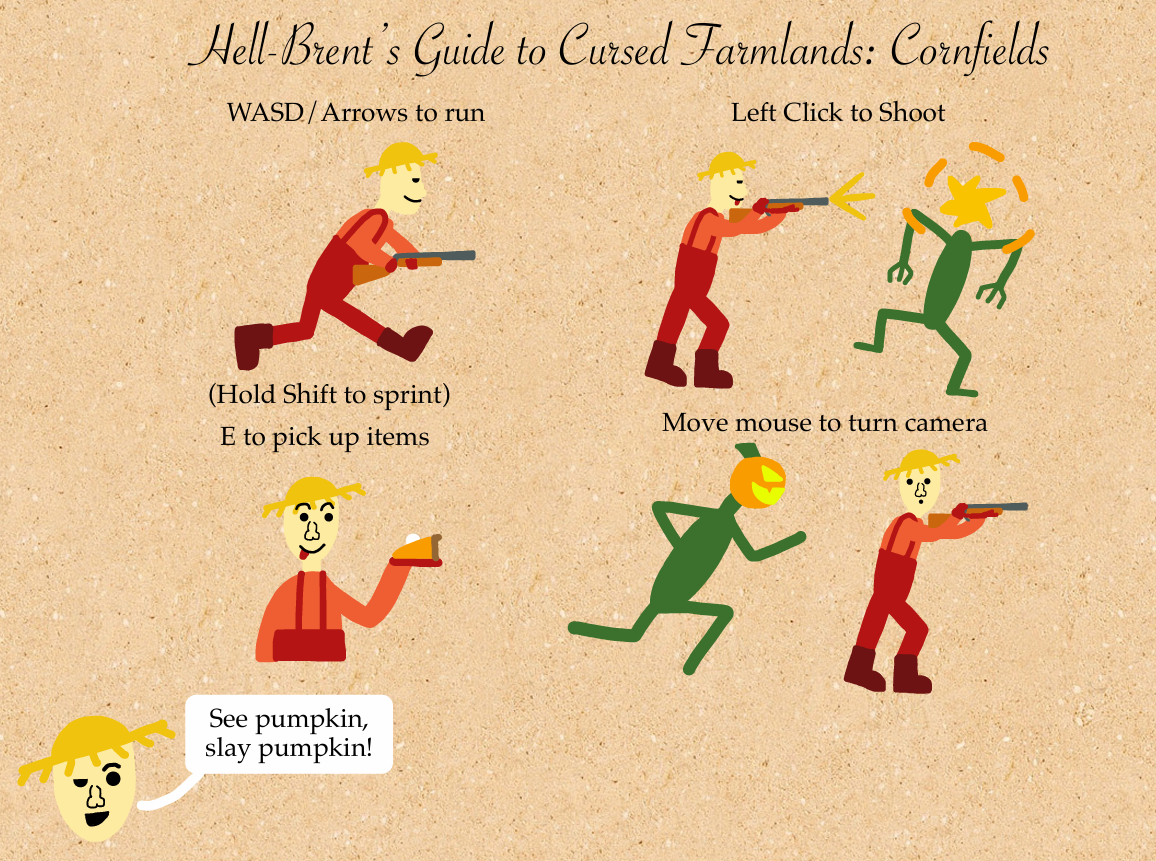 Hell-Brent's Guide to Cursed Farmlands: Cornfields
WASD/Arrows to run
Left Click to Shoot
(Hold Shift to sprint)
E to pick up items
Move mouse to turn camera
See pumpkin,
slay pumpkin!